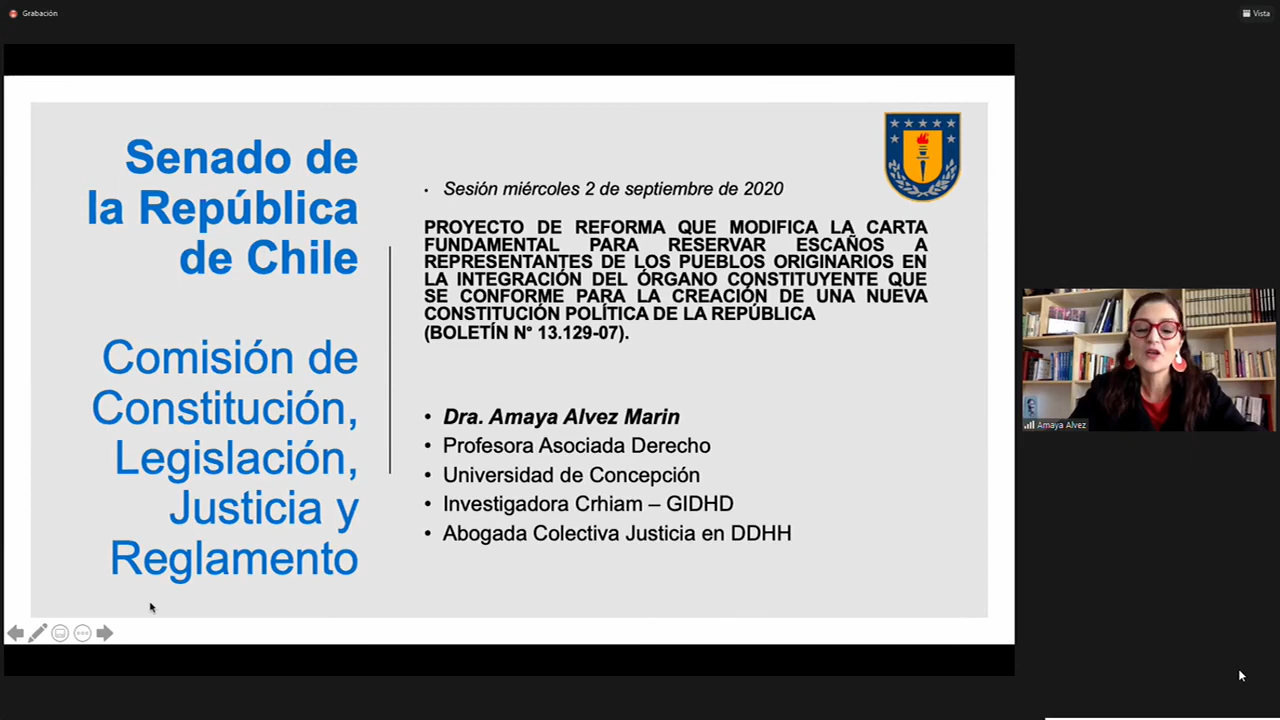 Grabación
Vista
Senado de
la República
de Chile
Comisión de
Constitución,
Legislación,
Justicia y
Reglamento
• Sesión miércoles 2 de septiembre de 2020
PROYECTO DE REFORMA QUE MODIFICA LA CARTA
FUNDAMENTAL PARA RESERVAR ESCAÑOS A
REPRESENTANTES DE LOS PUEBLOS ORIGINARIOS EN
LA INTEGRACIÓN DEL ÓRGANO CONSTITUYENTE QUE
SE CONFORME PARA LA CREACIÓN DE UNA NUEVA
CONSTITUCIÓN POLÍTICA DE LA REPÚBLICA
(BOLETÍN N° 13.129-07).
• Dra. Amaya Alvez Marin
• Profesora Asociada Derecho
• Universidad de Concepción
• Investigadora Crhiam – GIDHD
• Abogada Colectiva Justicia en DDHH
Amaya Alvez